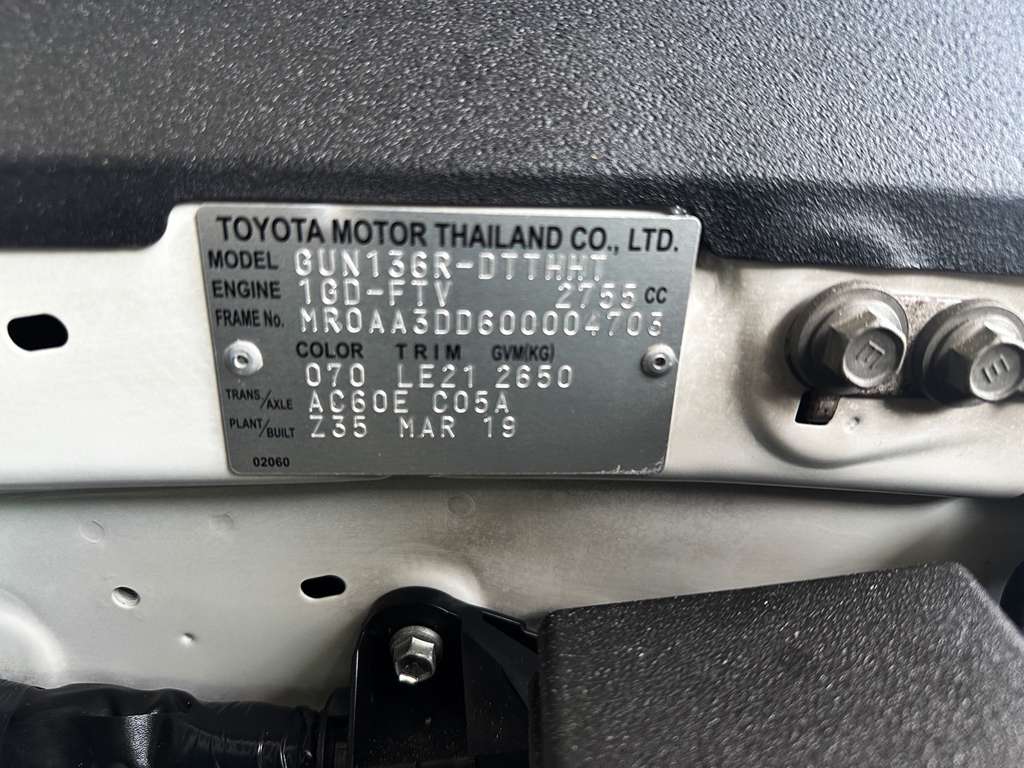 TOYOTA MOTOR THAILAND CO., LTD.
MODEL GUN136R-DTTHHT
ENGINE 1GD-FTV 2755 CC
FRAME No. MR0AA3DD600004703
COLOR TRIM GVM(KG)
070 LE21 2650
TRANS./AXLE AC60E C05A
PLANT/BUILT Z35 MAR 19
02060